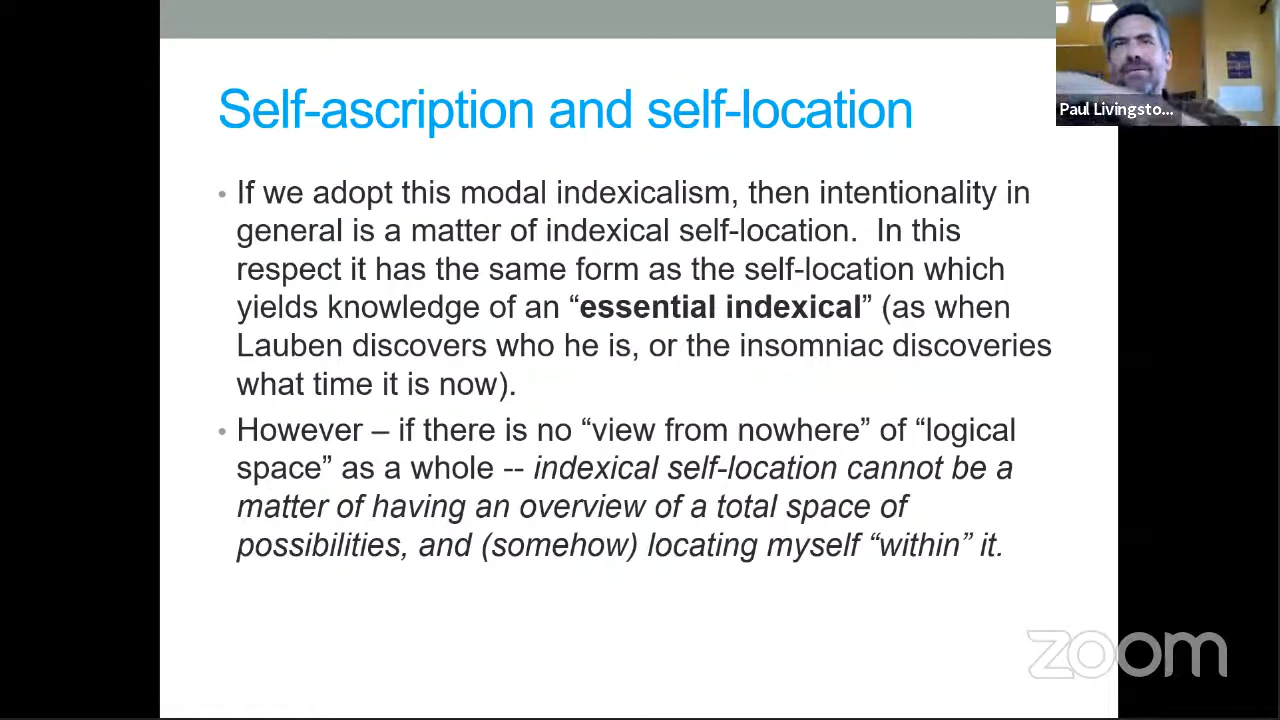 Self-ascription and self-location
Paul Livingsto...
• If we adopt this modal indexicalism, then intentionality in
general is a matter of indexical self-location.  In this
respect it has the same form as the self-location which
yields knowledge of an “essential indexical” (as when
Lauben discovers who he is, or the insomniac discoveries
what time it is now).
• However – if there is no “view from nowhere” of “logical
space” as a whole -- indexical self-location cannot be a
matter of having an overview of a total space of
possibilities, and (somehow) locating myself “within” it.
zoom